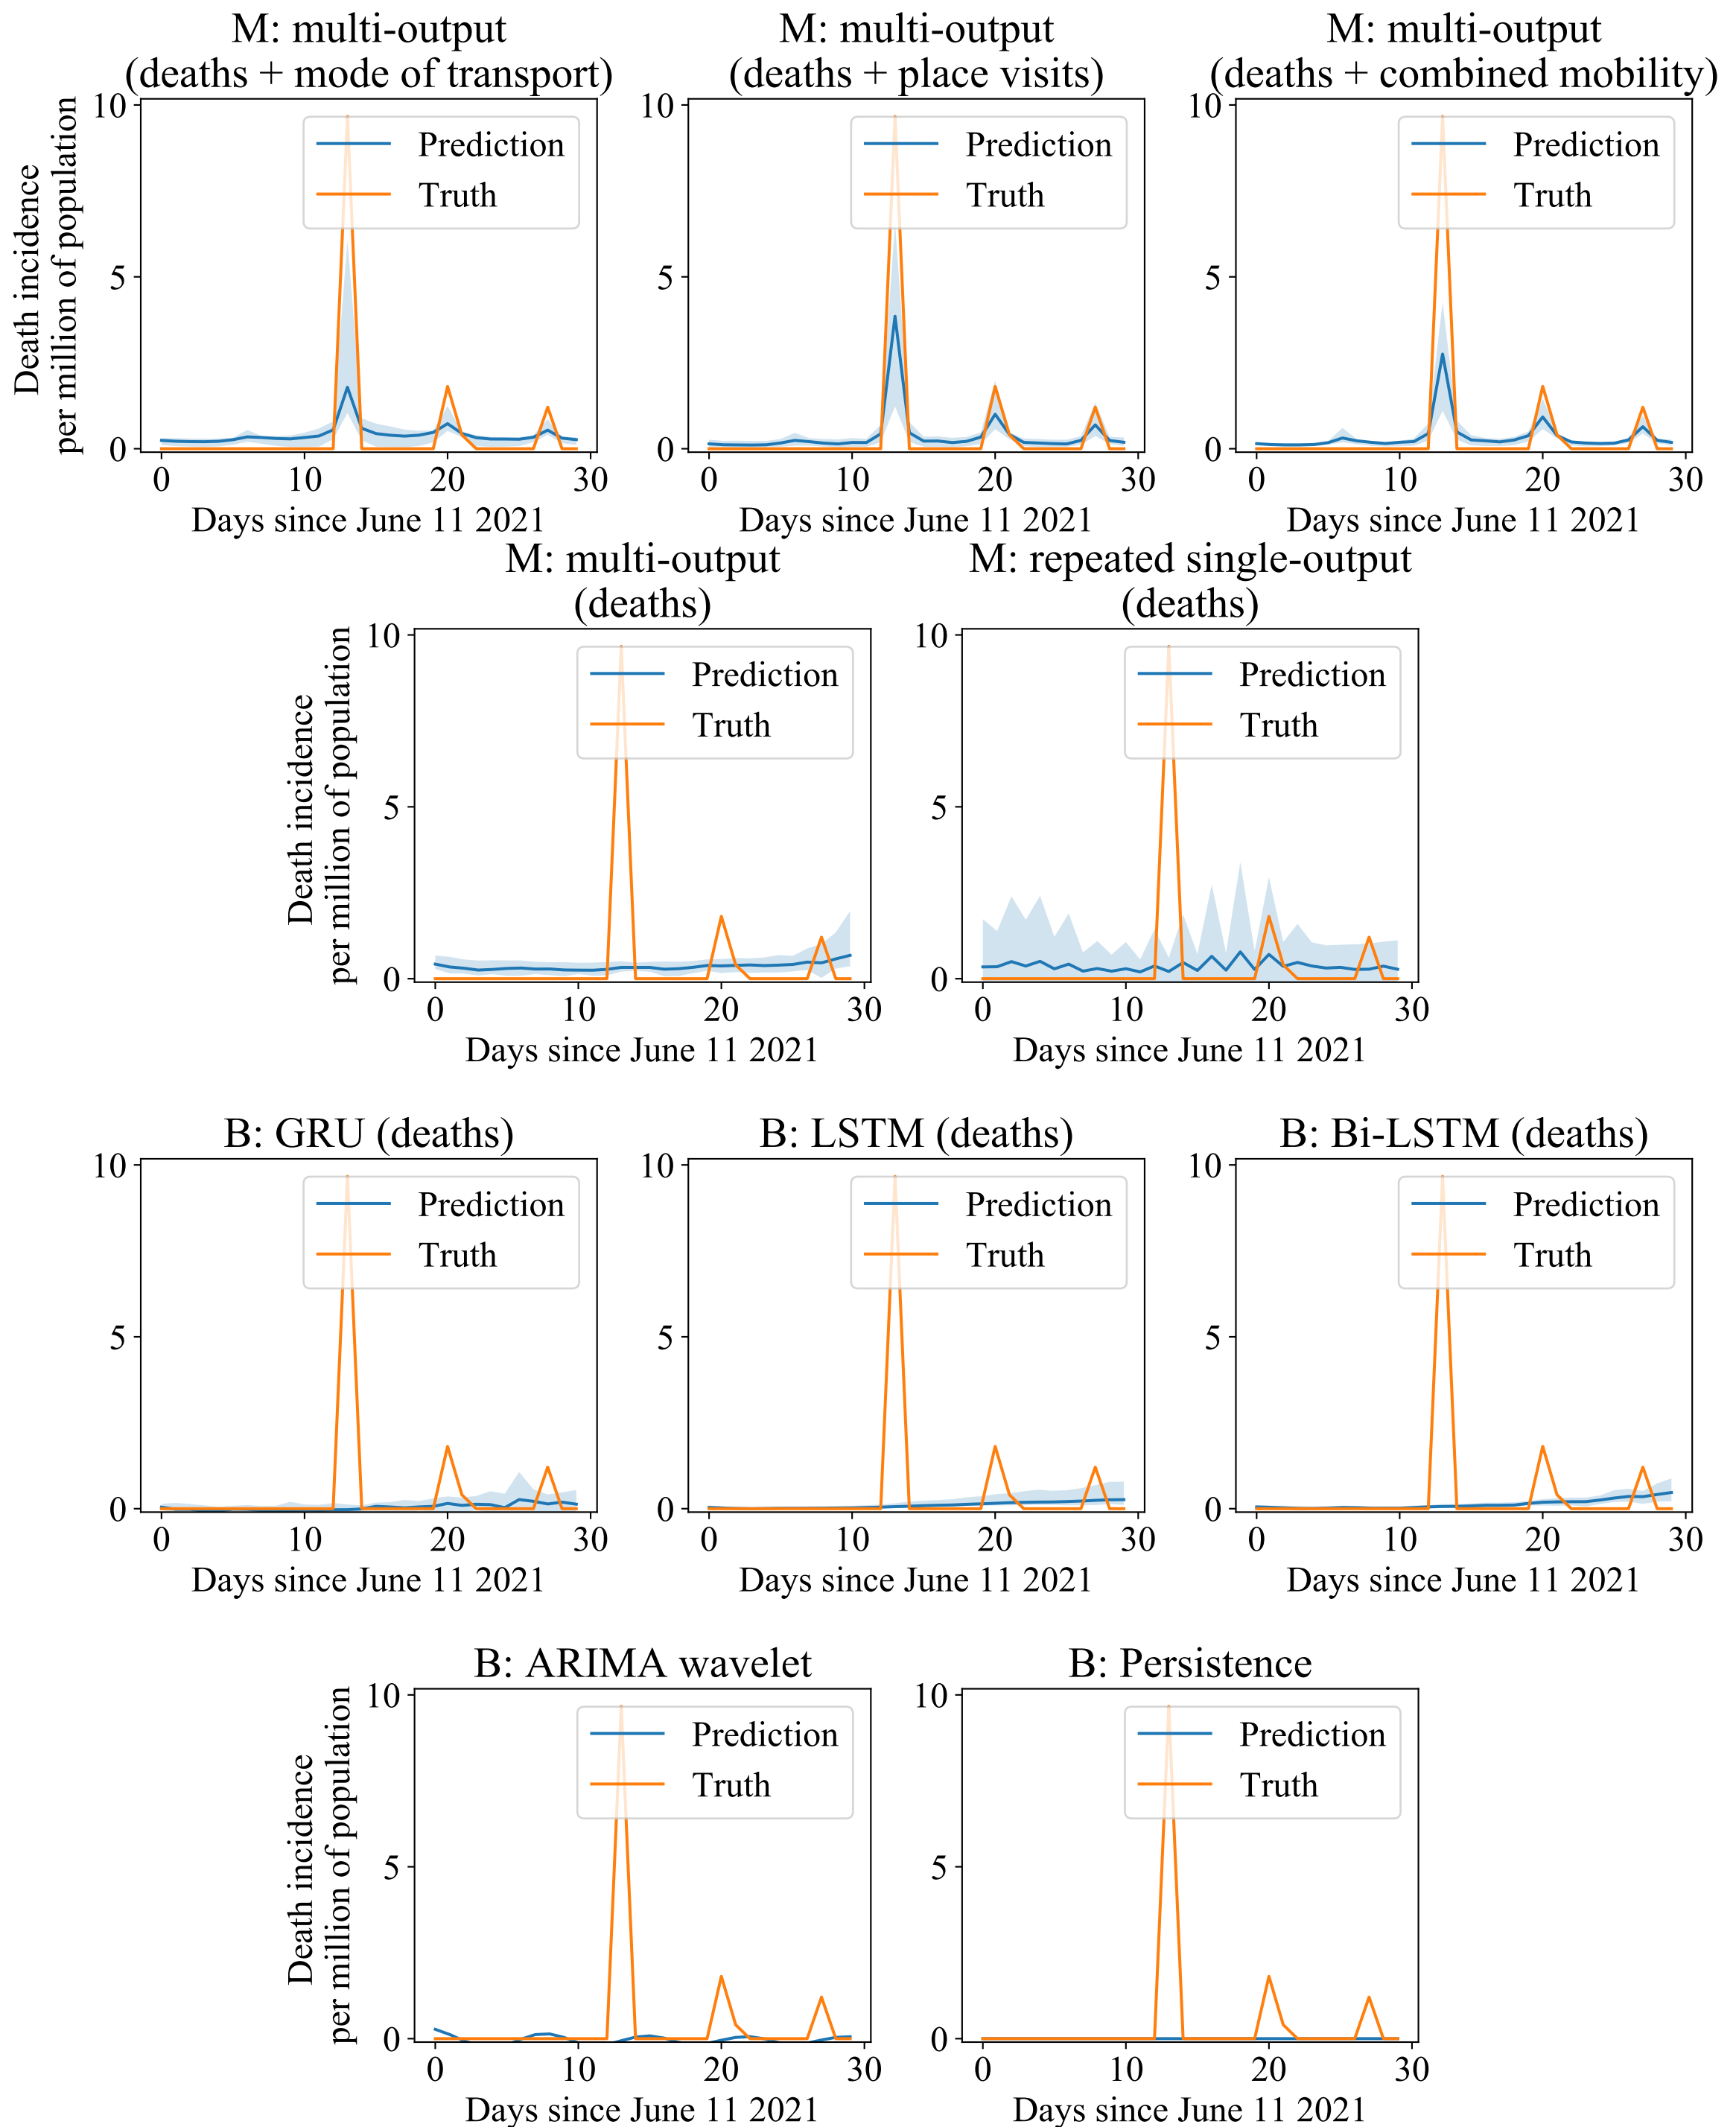 M: multi-output
(deaths + mode of transport)
Death incidence
per million of population
10
5
0
Prediction
Truth
0 10 20 30
Days since June 11 2021
M: multi-output
(deaths + place visits)
10
5
0
Prediction
Truth
0 10 20 30
Days since June 11 2021
M: multi-output
(deaths + combined mobility)
10
5
0
Prediction
Truth
0 10 20 30
Days since June 11 2021
M: multi-output
(deaths)
Death incidence
per million of population
10
5
0
Prediction
Truth
0 10 20 30
Days since June 11 2021
M: repeated single-output
(deaths)
10
5
0
Prediction
Truth
0 10 20 30
Days since June 11 2021
B: GRU (deaths)
10
5
0
Prediction
Truth
0 10 20 30
Days since June 11 2021
B: LSTM (deaths)
10
5
0
Prediction
Truth
0 10 20 30
Days since June 11 2021
B: Bi-LSTM (deaths)
10
5
0
Prediction
Truth
0 10 20 30
Days since June 11 2021
B: ARIMA wavelet
Death incidence
per million of population
10
5
0
Prediction
Truth
0 10 20 30
Days since June 11 2021
B: Persistence
10
5
0
Prediction
Truth
0 10 20 30
Days since June 11 2021